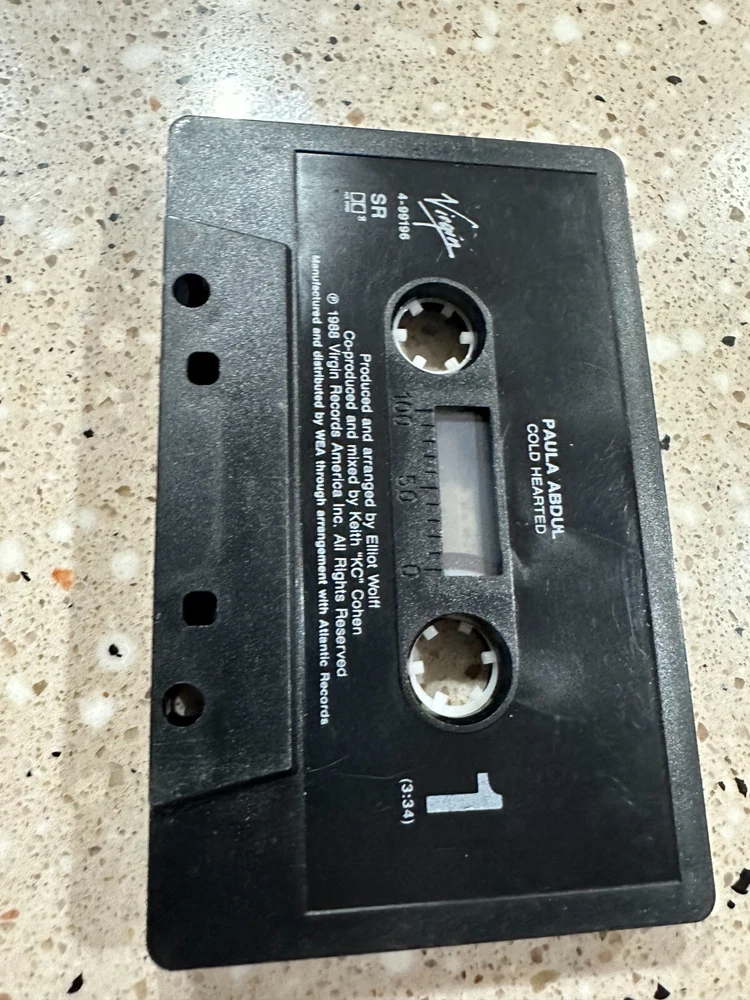 PAULA ABDUL
COLD HEARTED
Virgin
4-99196
SR
100 50 0
1
(3:34)
Produced and arranged by Elliot Wolff
Co-produced and mixed by Keith "KC" Cohen
℗ 1988 Virgin Records America Inc. All Rights Reserved
Manufactured and distributed by WEA through arrangement with Atlantic Records